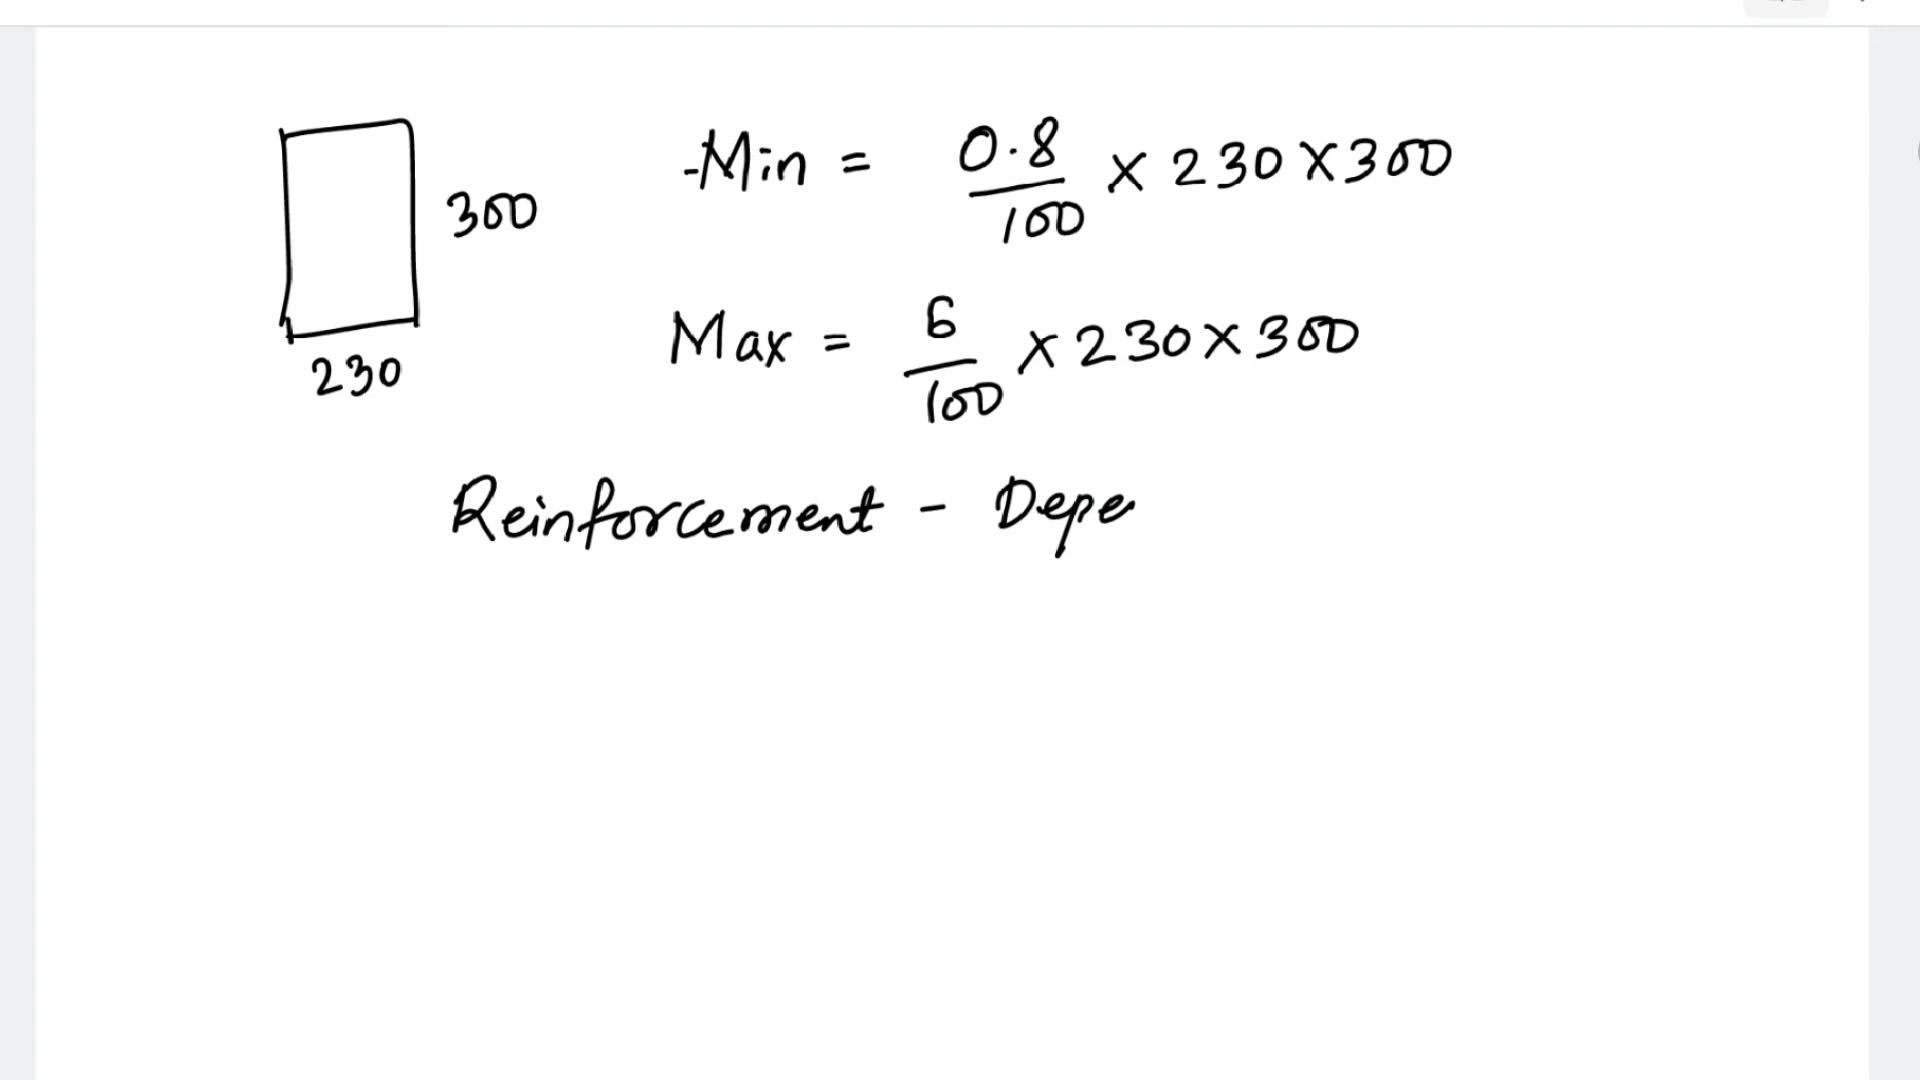 Min = 0.8/100 × 230 × 300
300
Max = 6/100 × 230 × 300
230
Reinforcement - Depe